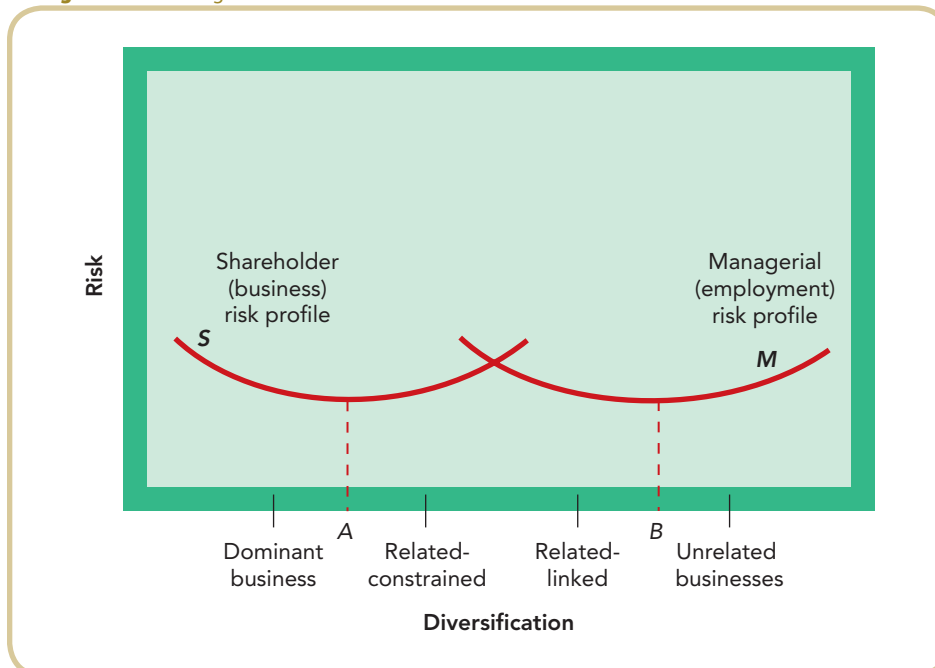 Shareholder
(business)
risk profile
Managerial
(employment)
risk profile
Risk
S
M
A
B
Dominant
business
Related-
constrained
Related-
linked
Unrelated
businesses
Diversification